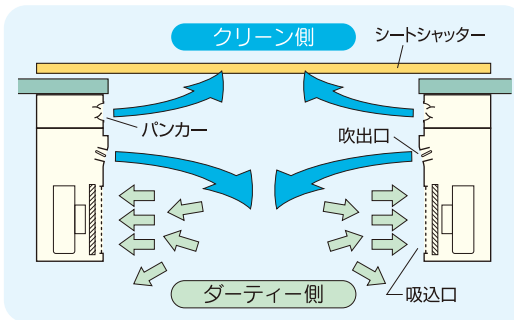 クリーン側
シートシャッター
パンカー
吹出口
ダーティー側
吸込口